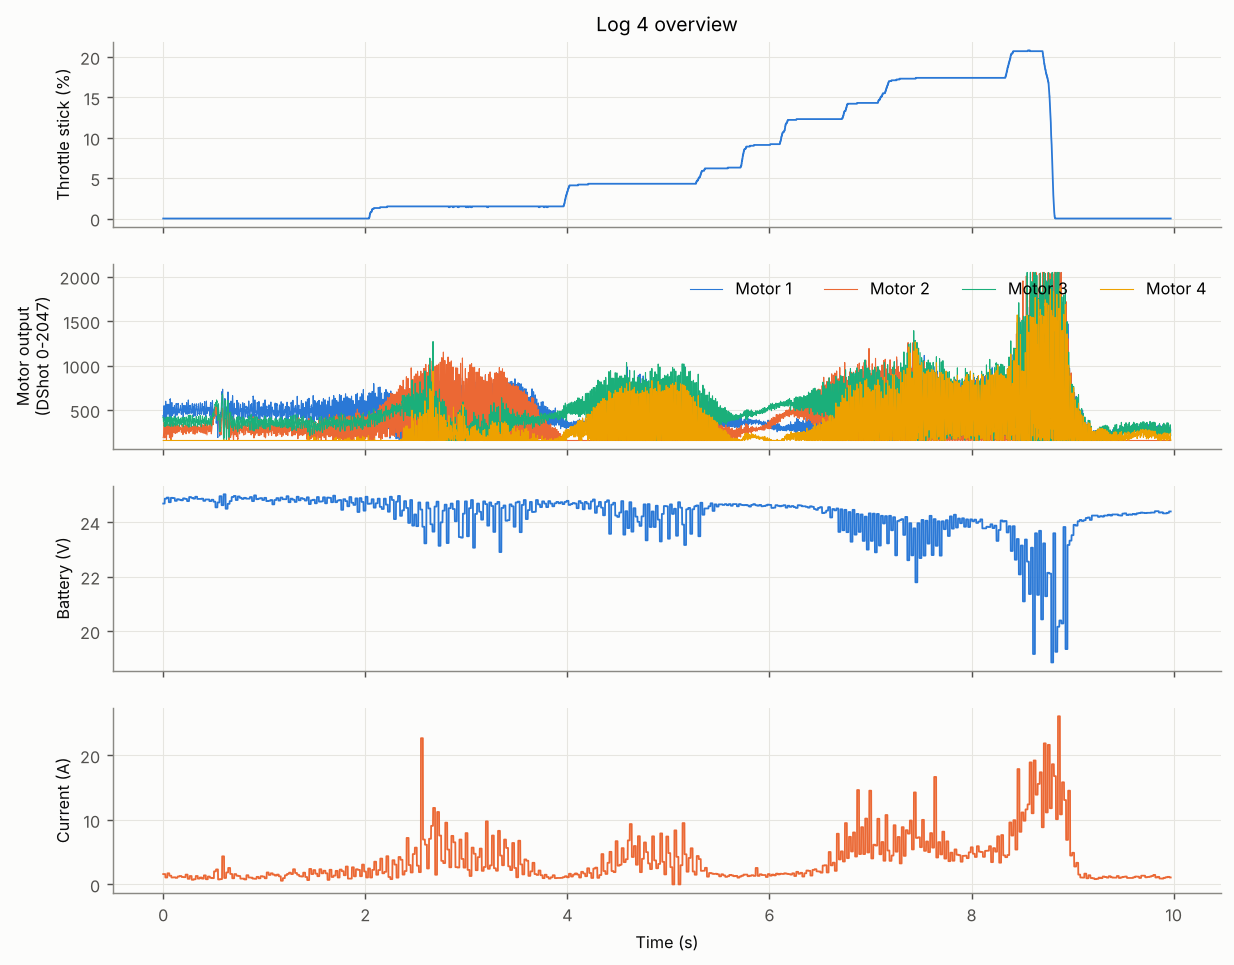 Log 4 overview
Throttle stick (%)
20
15
10
5
0
Motor output
(DShot 0-2047)
2000
1500
1000
500
Motor 1
Motor 2
Motor 3
Motor 4
Battery (V)
24
22
20
Current (A)
20
10
0
0
2
4
6
8
10
Time (s)